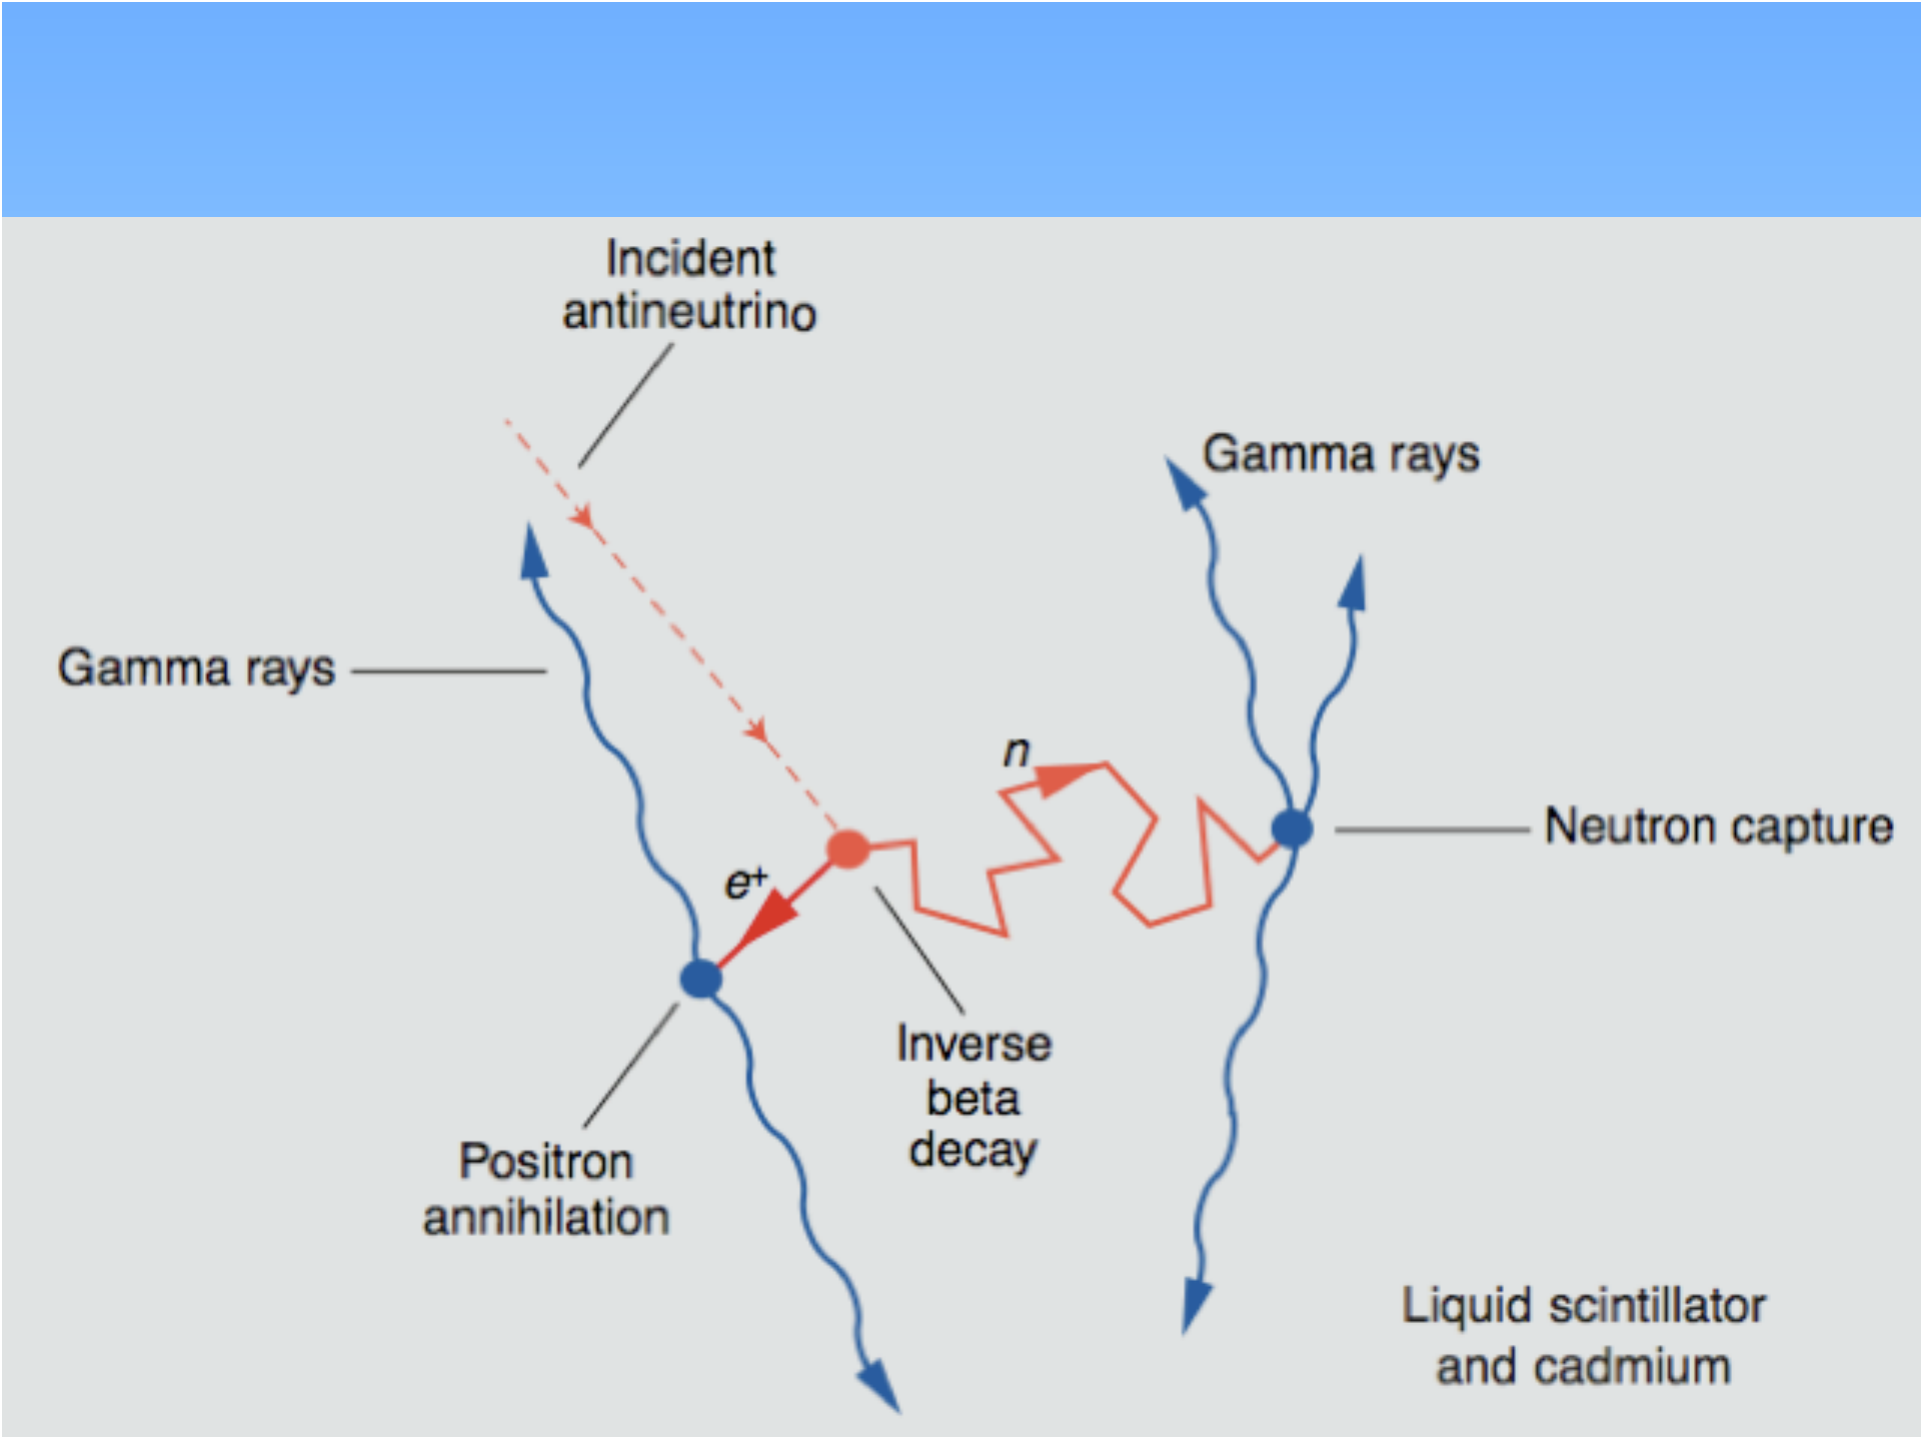 Incident
antineutrino
Gamma rays
Gamma rays
n
Neutron capture
e+
Inverse
beta
decay
Positron
annihilation
Liquid scintillator
and cadmium